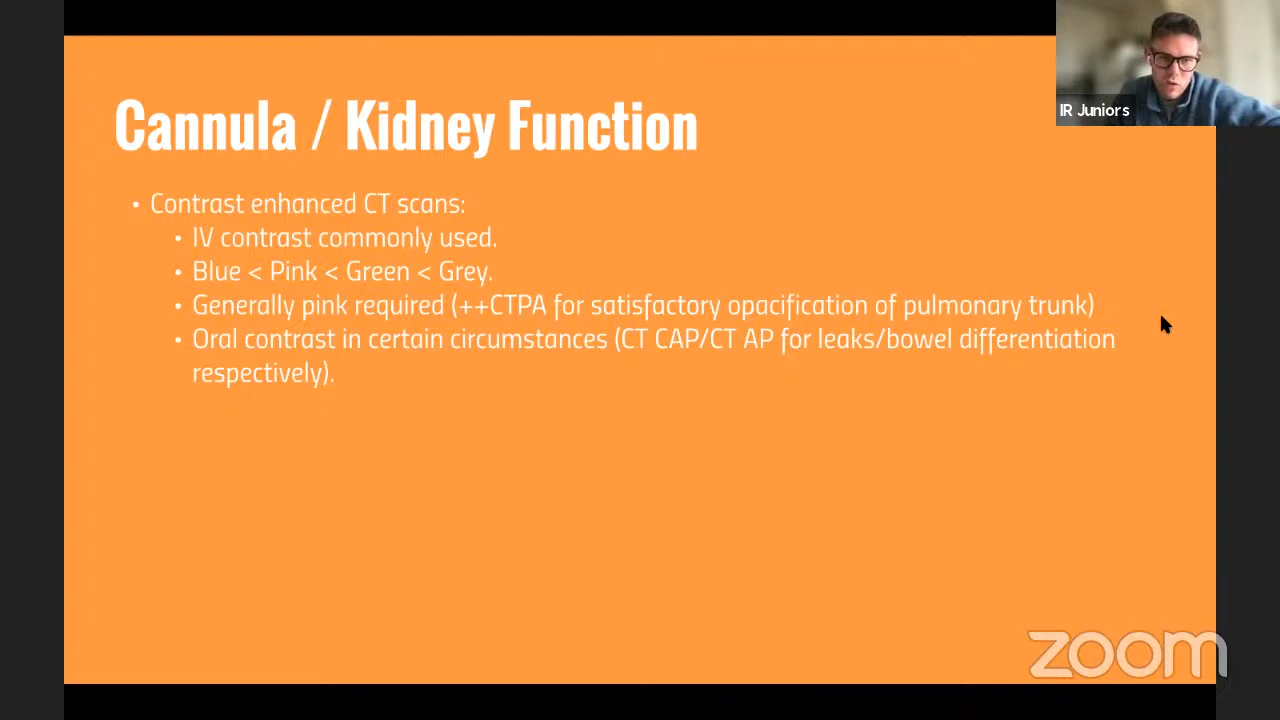 IR Juniors
Cannula / Kidney Function
• Contrast enhanced CT scans:
• IV contrast commonly used.
• Blue < Pink < Green < Grey.
• Generally pink required (++CTPA for satisfactory opacification of pulmonary trunk)
• Oral contrast in certain circumstances (CT CAP/CT AP for leaks/bowel differentiation
respectively).
zoom